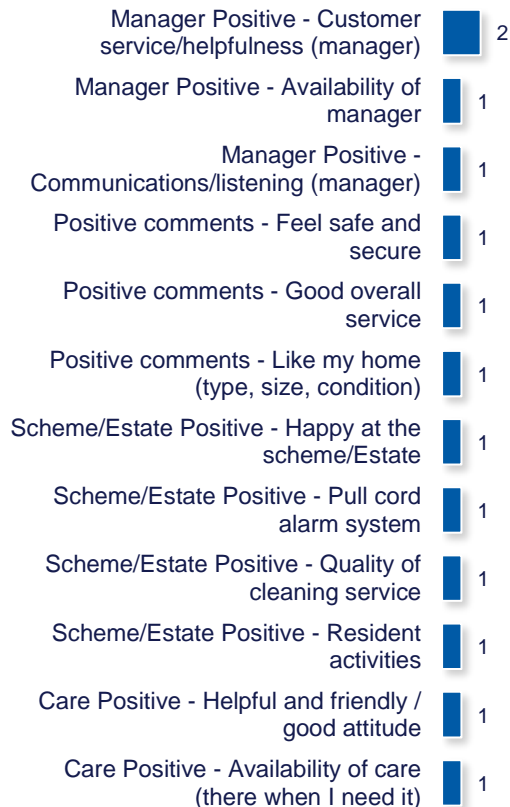 Manager Positive - Customer
service/helpfulness (manager)
2
Manager Positive - Availability of
manager
1
Manager Positive -
Communications/listening (manager)
1
Positive comments - Feel safe and
secure
1
Positive comments - Good overall
service
1
Positive comments - Like my home
(type, size, condition)
1
Scheme/Estate Positive - Happy at the
scheme/Estate
1
Scheme/Estate Positive - Pull cord
alarm system
1
Scheme/Estate Positive - Quality of
cleaning service
1
Scheme/Estate Positive - Resident
activities
1
Care Positive - Helpful and friendly /
good attitude
1
Care Positive - Availability of care
(there when I need it)
1